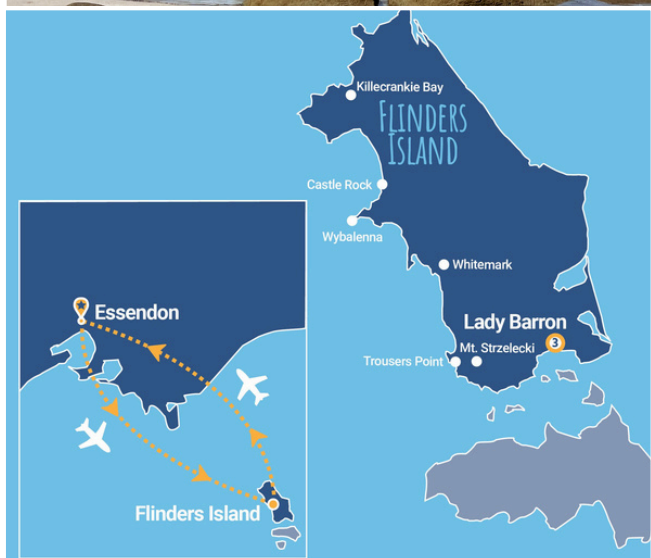 Killecrankie Bay
FLINDERS
ISLAND
Castle Rock
Wybalenna
Whitemark
Essendon
Lady Barron
3
Mt. Strzelecki
Trousers Point
Flinders Island